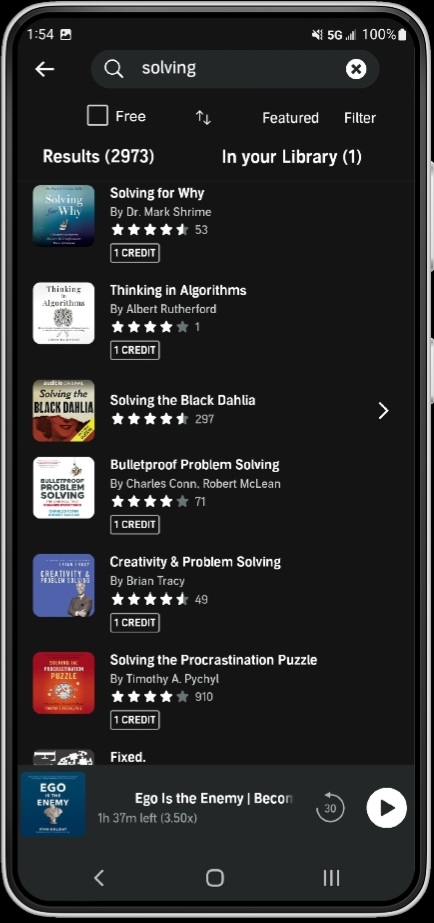 1:54 5G 100%
solving
Free Featured Filter
Results (2973) In your Library (1)
Solving for Why
Solving for Why
By Dr. Mark Shrime
53
1 CREDIT
Thinking in Algorithms
Thinking in Algorithms
By Albert Rutherford
1
1 CREDIT
Solving the BLACK DAHLIA
Solving the Black Dahlia
297
BULLETPROOF PROBLEM SOLVING
Bulletproof Problem Solving
By Charles Conn, Robert McLean
71
1 CREDIT
CREATIVITY & PROBLEM SOLVING
Creativity & Problem Solving
By Brian Tracy
49
1 CREDIT
SOLVING THE PROCRASTINATION PUZZLE
Solving the Procrastination Puzzle
By Timothy A. Pychyl
910
1 CREDIT
Fixed.
EGO IS THE ENEMY
Ego Is the Enemy | Becon
1h 37m left (3.50x)
30